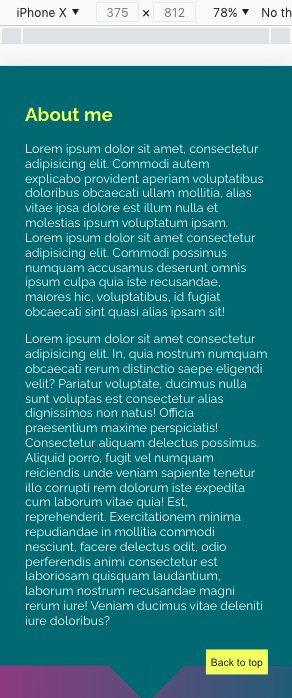 iPhone X ▼ 375 × 812 78% ▼ No th
About me
Lorem ipsum dolor sit amet, consectetur
adipisicing elit. Commodi autem
explicabo provident aperiam voluptatibus
doloribus obcaecati ullam mollitia, alias
vitae ipsa dolore est illum nulla et
molestias ipsum voluptatum ipsam.
Lorem ipsum dolor sit amet consectetur
adipisicing elit. Commodi possimus
numquam accusamus deserunt omnis
ipsum culpa quia iste recusandae,
maiores hic, voluptatibus, id fugiat
obcaecati sint quasi alias ipsam sit!
Lorem ipsum dolor sit amet consectetur
adipisicing elit. In, quia nostrum numquam
obcaecati rerum distinctio saepe eligendi
velit? Pariatur voluptate, ducimus nulla
sunt voluptas est consectetur alias
dignissimos non natus! Officia
praesentium maxime perspiciatis!
Consectetur aliquam delectus possimus.
Aliquid porro, fugit vel numquam
reiciendis unde veniam sapiente tenetur
illo corrupti rem dolorum iste expedita
cum laborum vitae quia! Est,
reprehenderit. Exercitationem minima
repudiandae in mollitia commodi
nesciunt, facere delectus odit, odio
perferendis animi consectetur est
laboriosam quisquam laudantium,
laborum nostrum recusandae magni
rerum iure! Veniam ducimus vitae deleniti
iure doloribus?
Back to top